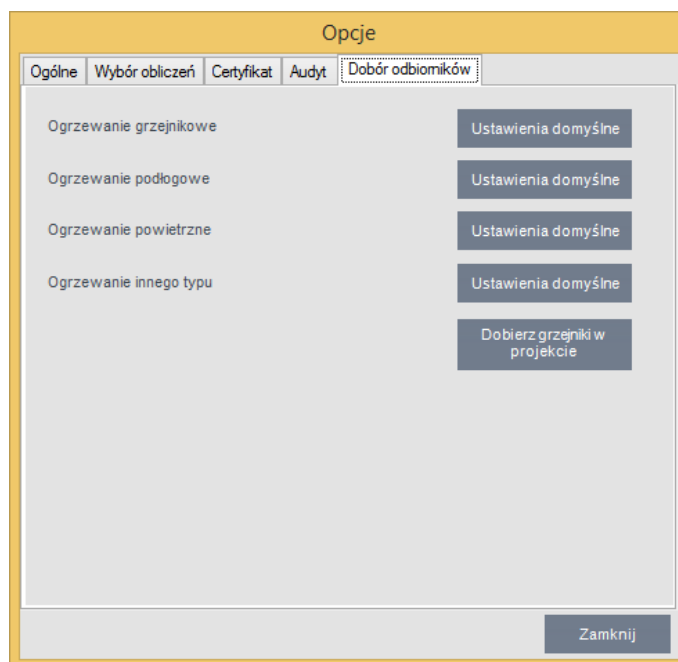 Opcje
Ogólne Wybór obliczeń Certyfikat Audyt Dobór odbiorników
Ogrzewanie grzejnikowe Ustawienia domyślne
Ogrzewanie podłogowe Ustawienia domyślne
Ogrzewanie powietrzne Ustawienia domyślne
Ogrzewanie innego typu Ustawienia domyślne
Dobierz grzejniki w
projekcie
Zamknij